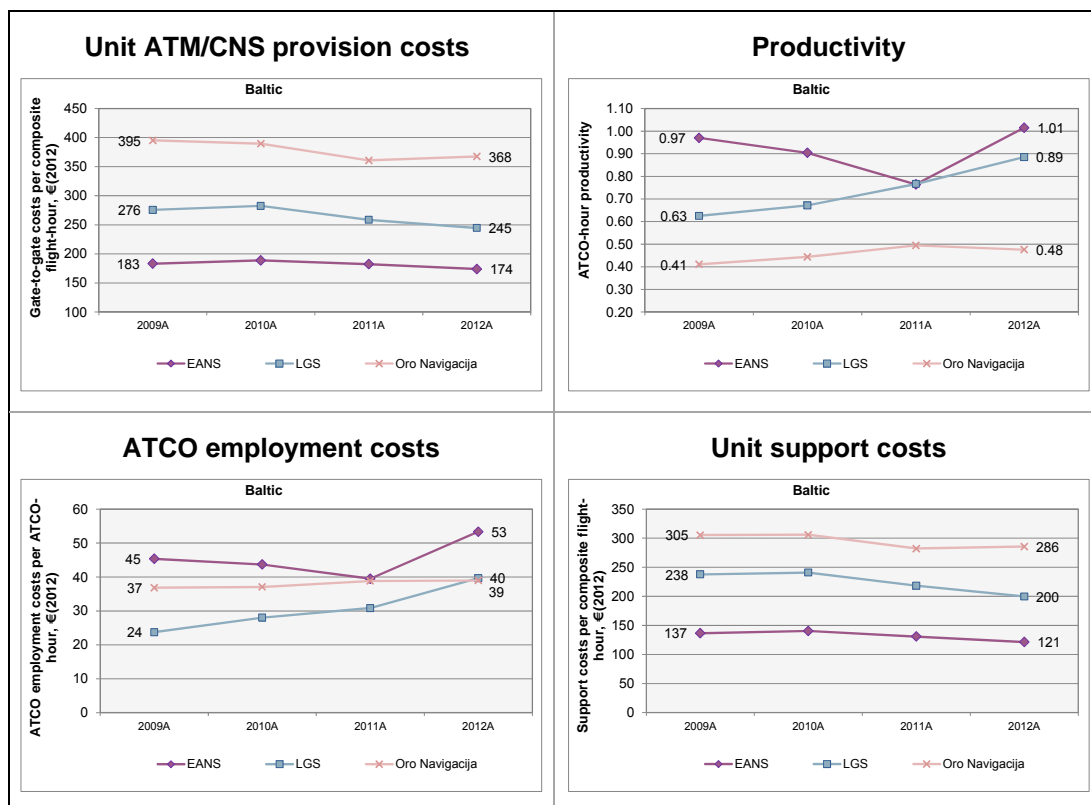 Unit ATM/CNS provision costs
Baltic
Gate-to-gate costs per composite
flight-hour, €(2012)
450
400
350
300
250
200
150
100
395
368
276
245
183
174
2009A 2010A 2011A 2012A
EANS LGS Oro Navigacija
Productivity
Baltic
ATCO-hour productivity
1.10
1.00
0.90
0.80
0.70
0.60
0.50
0.40
0.30
0.20
0.97
1.01
0.89
0.63
0.48
0.41
2009A 2010A 2011A 2012A
EANS LGS Oro Navigacija
ATCO employment costs
Baltic
ATCO employment costs per ATCO-
hour, €(2012)
60
50
40
30
20
10
0
45
53
37
40
39
24
2009A 2010A 2011A 2012A
EANS LGS Oro Navigacija
Unit support costs
Baltic
Support costs per composite flight-
hour, €(2012)
350
300
250
200
150
100
50
0
305
286
238
200
137
121
2009A 2010A 2011A 2012A
EANS LGS Oro Navigacija